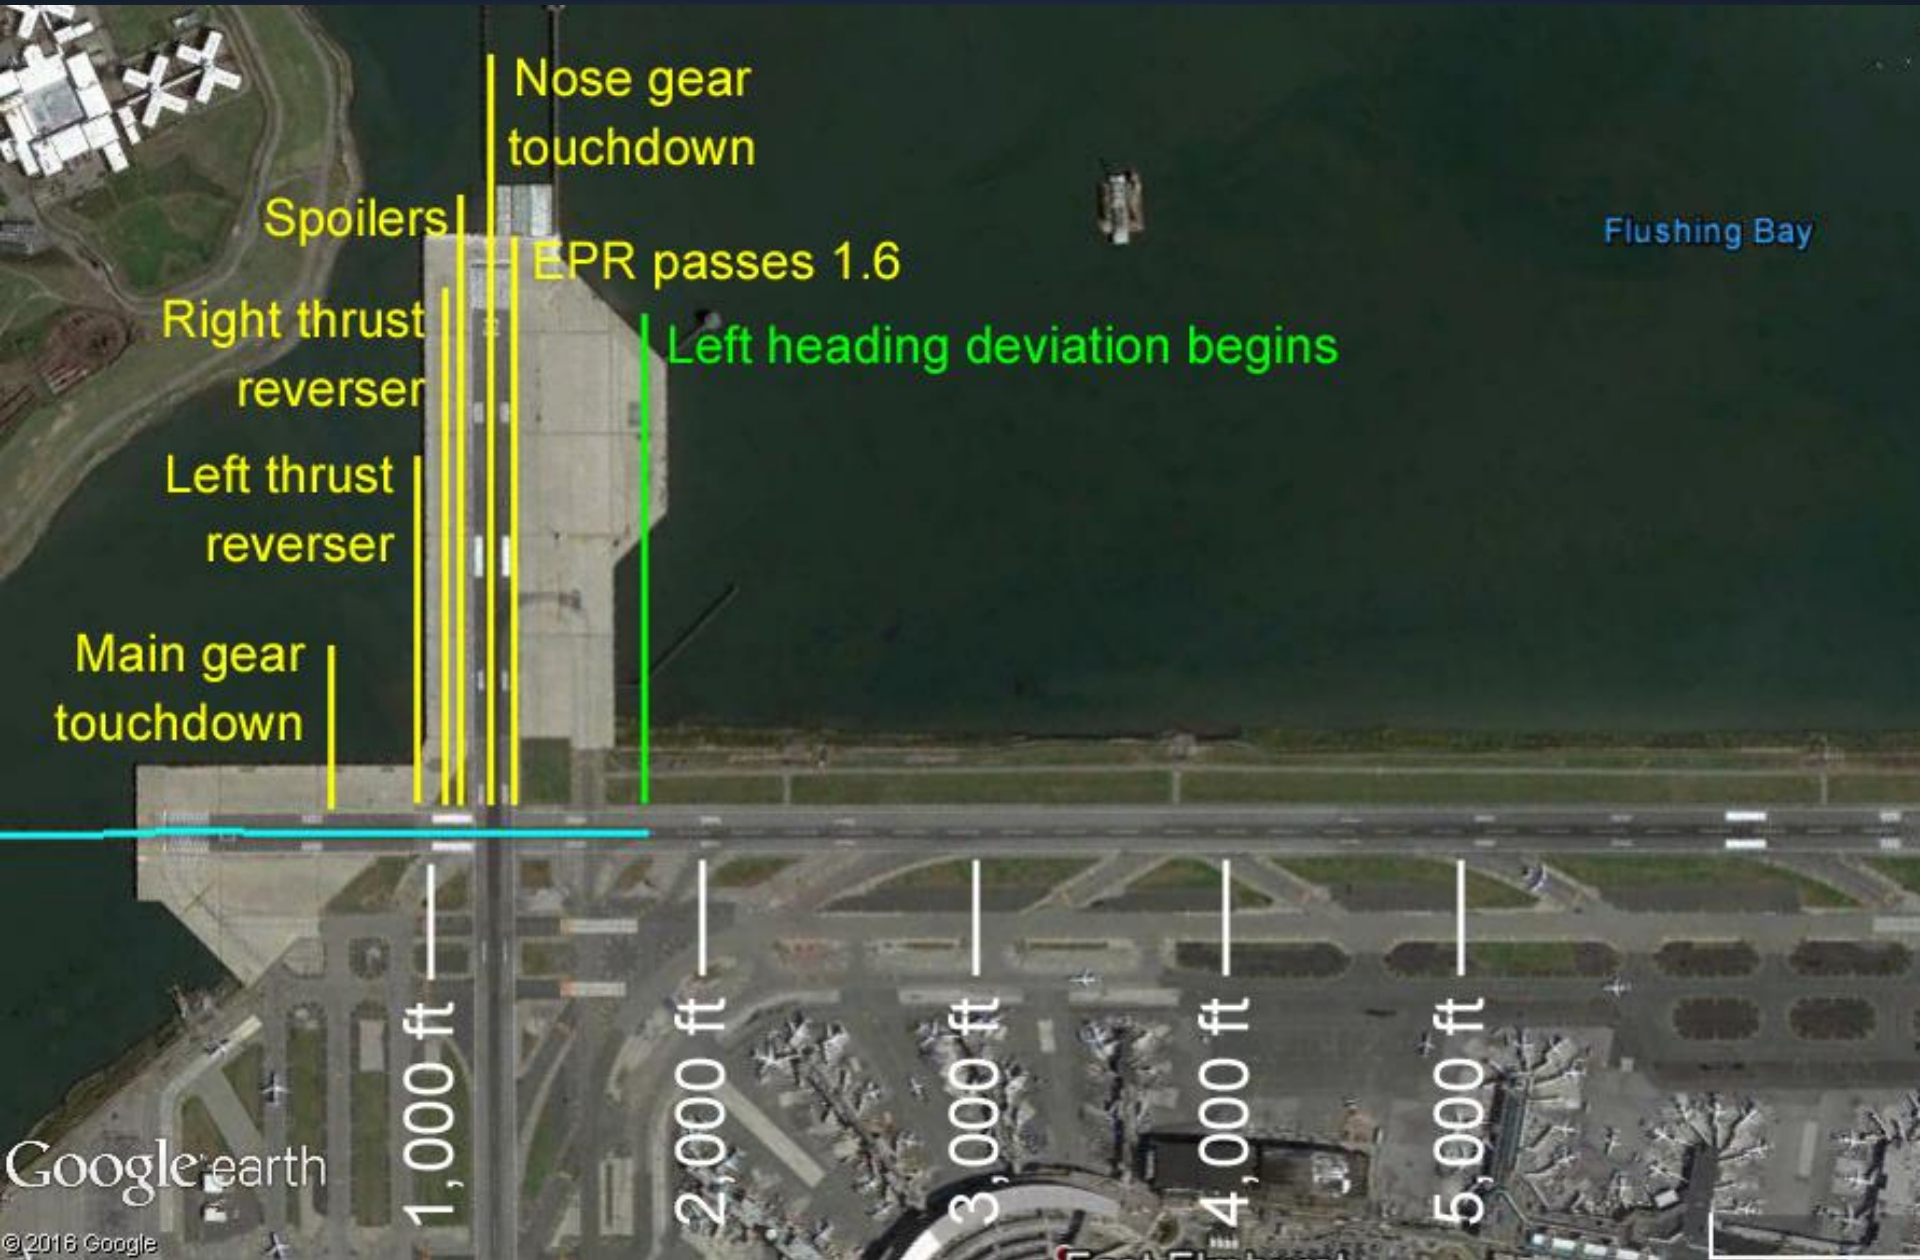 Nose gear
touchdown
Spoilers
EPR passes 1.6
Flushing Bay
Right thrust
reverser
Left heading deviation begins
Left thrust
reverser
Main gear
touchdown
1,000 ft
2,000 ft
3,000 ft
4,000 ft
5,000 ft
Google earth
© 2016 Google